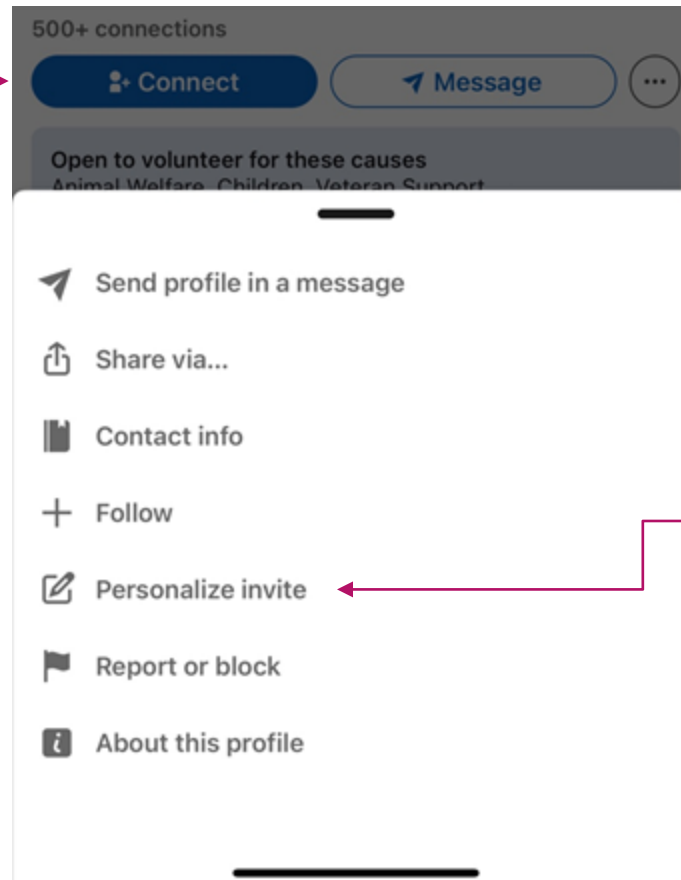 500+ connections
Connect
Message
Open to volunteer for these causes
Animal Welfare, Children, Veteran Support
Send profile in a message
Share via...
Contact info
Follow
Personalize invite
Report or block
About this profile